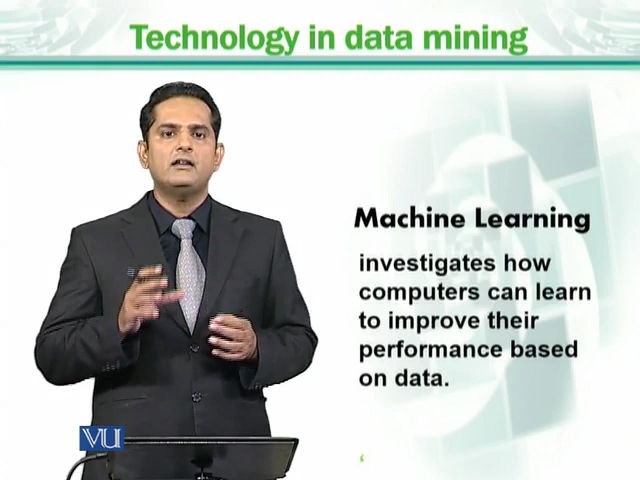 Technology in data mining
Machine Learning
investigates how
computers can learn
to improve their
performance based
on data.
VU